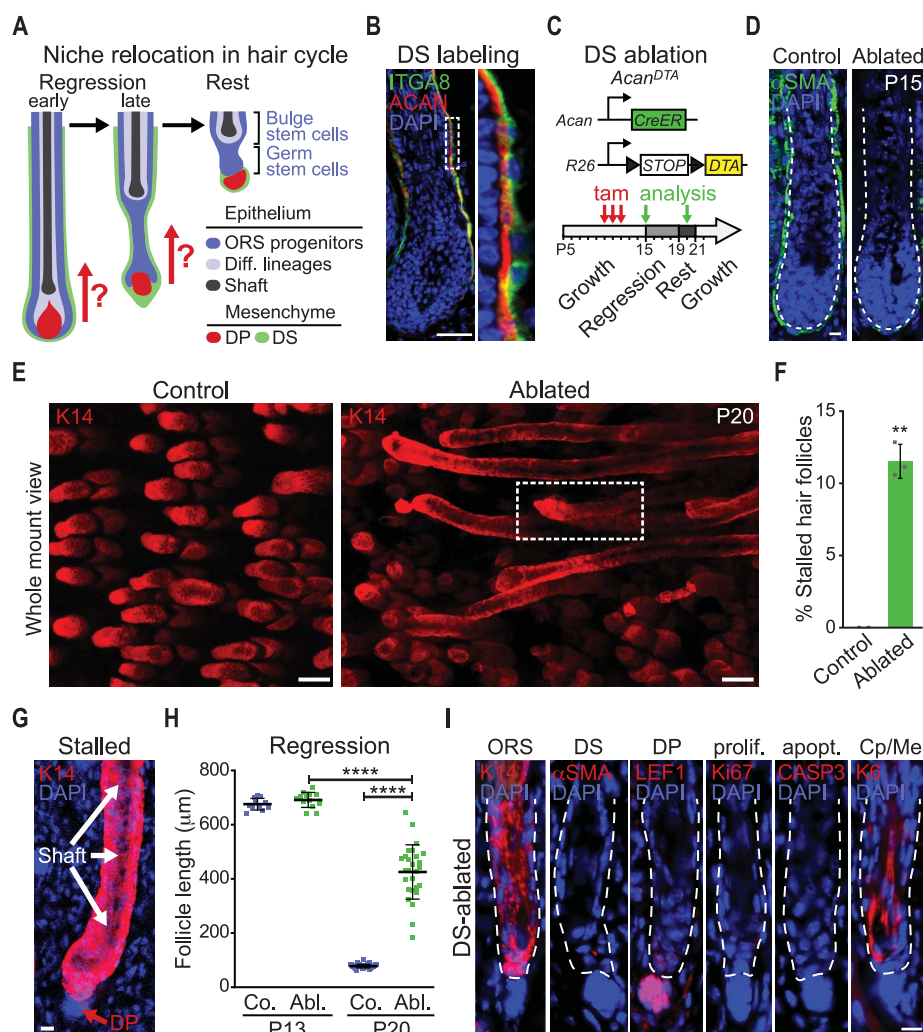 A
Niche relocation in hair cycle
Regression
early
late
Rest
Bulge
stem cells
Germ
stem cells
?
?
Epithelium
ORS progenitors
Diff. lineages
Shaft
Mesenchyme
DP
DS
B
DS labeling
ITGA8
ACAN
DAPI
C
DS ablation
AcanDTA
Acan
CreER
R26
STOP
DTA
tam
analysis
P5
15
19
21
Growth
Regression
Rest
Growth
D
Control
Ablated
αSMA
DAPI
P15
E
Control
Ablated
K14
K14
P20
Whole mount view
F
% Stalled hair follicles
15
10
5
0
**
Control
Ablated
G
Stalled
K14
DAPI
Shaft
DP
H
Regression
Follicle length (μm)
800
600
400
200
0
****
****
Co.
Abl.
Co.
Abl.
P13
P20
I
ORS
DS
DP
prolif.
apopt.
Cp/Me
K14
αSMA
LEF1
Ki67
CASP3
K6
DAPI
DAPI
DAPI
DAPI
DAPI
DAPI
DS-ablated